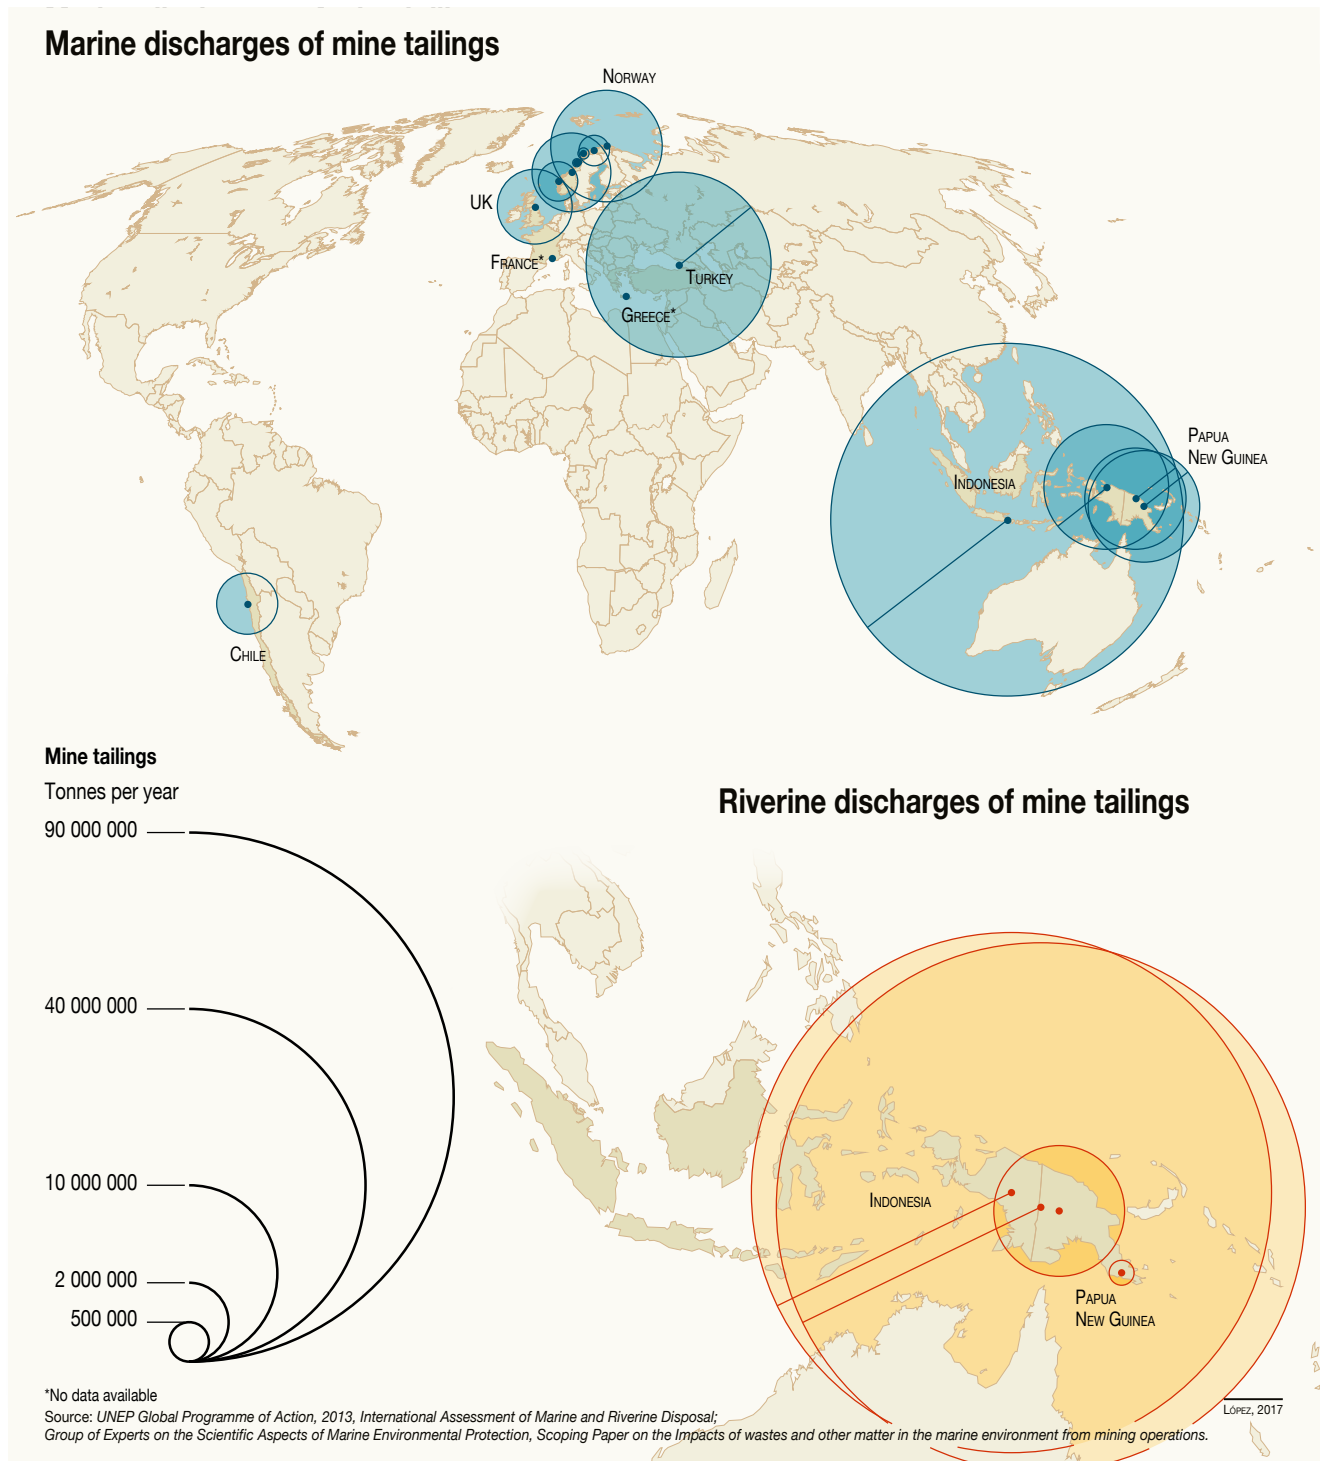 Marine discharges of mine tailings
NORWAY
UK
FRANCE*
TURKEY
GREECE*
PAPUA
NEW GUINEA
INDONESIA
CHILE
Mine tailings
Tonnes per year
90 000 000
40 000 000
10 000 000
2 000 000
500 000
Riverine discharges of mine tailings
INDONESIA
PAPUA
NEW GUINEA
*No data available
LÓPEZ, 2017
Source: UNEP Global Programme of Action, 2013, International Assessment of Marine and Riverine Disposal;
Group of Experts on the Scientific Aspects of Marine Environmental Protection, Scoping Paper on the Impacts of wastes and other matter in the marine environment from mining operations.